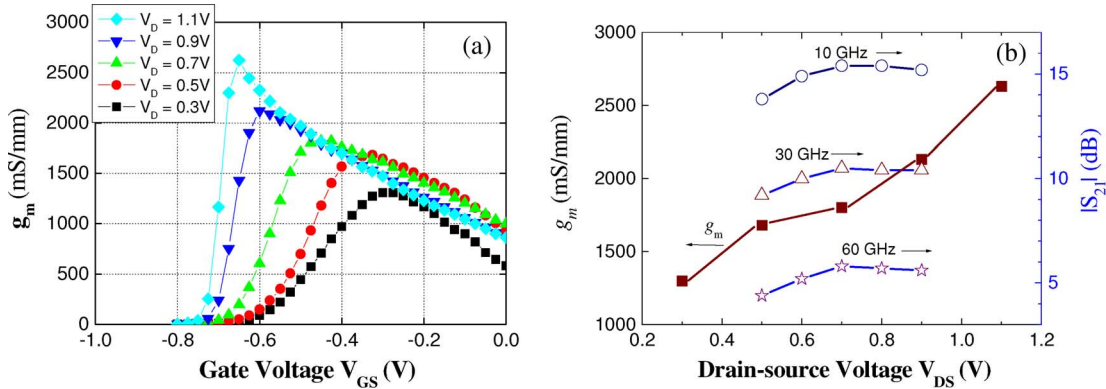 3000
2500
2000
1500
1000
500
0
g_m (mS/mm)
V_D = 1.1V
V_D = 0.9V
V_D = 0.7V
V_D = 0.5V
V_D = 0.3V
(a)
-1.0 -0.8 -0.6 -0.4 -0.2 0.0
Gate Voltage V_GS (V)
3000
2500
2000
1500
1000
g_m (mS/mm)
(b)
10 GHz
30 GHz
g_m
60 GHz
15
10
5
|S_21| (dB)
0.2 0.4 0.6 0.8 1.0 1.2
Drain-source Voltage V_DS (V)